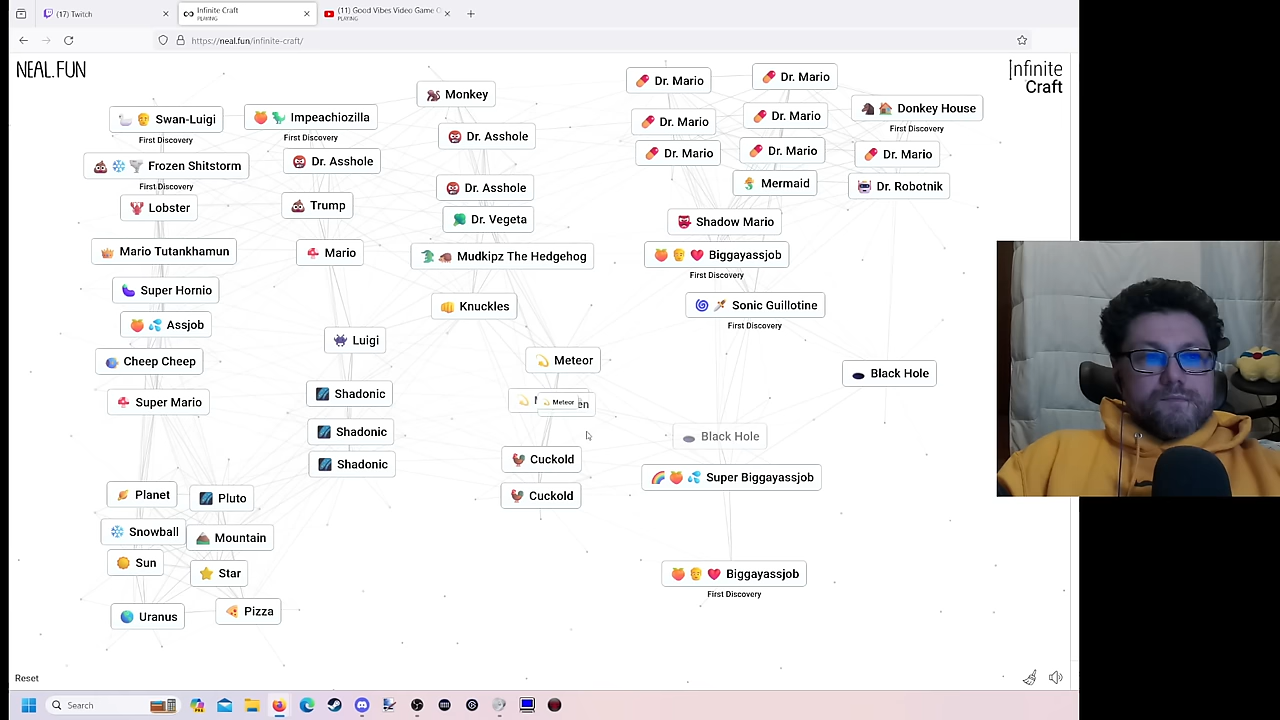 (17) Twitch
Infinite Craft
PLAYING
(11) Good Vibes Video Game
PLAYING
https://neal.fun/infinite-craft/
NEAL.FUN
Infinite
Craft
Swan-Luigi
First Discovery
Impeachiozilla
First Discovery
Monkey
Dr. Mario
Dr. Mario
Donkey House
First Discovery
Frozen Shitstorm
First Discovery
Dr. Asshole
Dr. Asshole
Dr. Mario
Dr. Mario
Dr. Mario
Dr. Mario
Dr. Mario
Lobster
Trump
Dr. Asshole
Mermaid
Dr. Robotnik
Dr. Vegeta
Shadow Mario
Mario Tutankhamun
Mario
Mudkipz The Hedgehog
Biggayassjob
First Discovery
Super Hornio
Knuckles
Sonic Guillotine
First Discovery
Assjob
Luigi
Cheep Cheep
Meteor
Black Hole
Super Mario
Shadonic
Meteor
Shadonic
Black Hole
Shadonic
Cuckold
Super Biggayassjob
Planet
Pluto
Cuckold
Snowball
Mountain
Sun
Star
Biggayassjob
First Discovery
Uranus
Pizza
Reset
Search